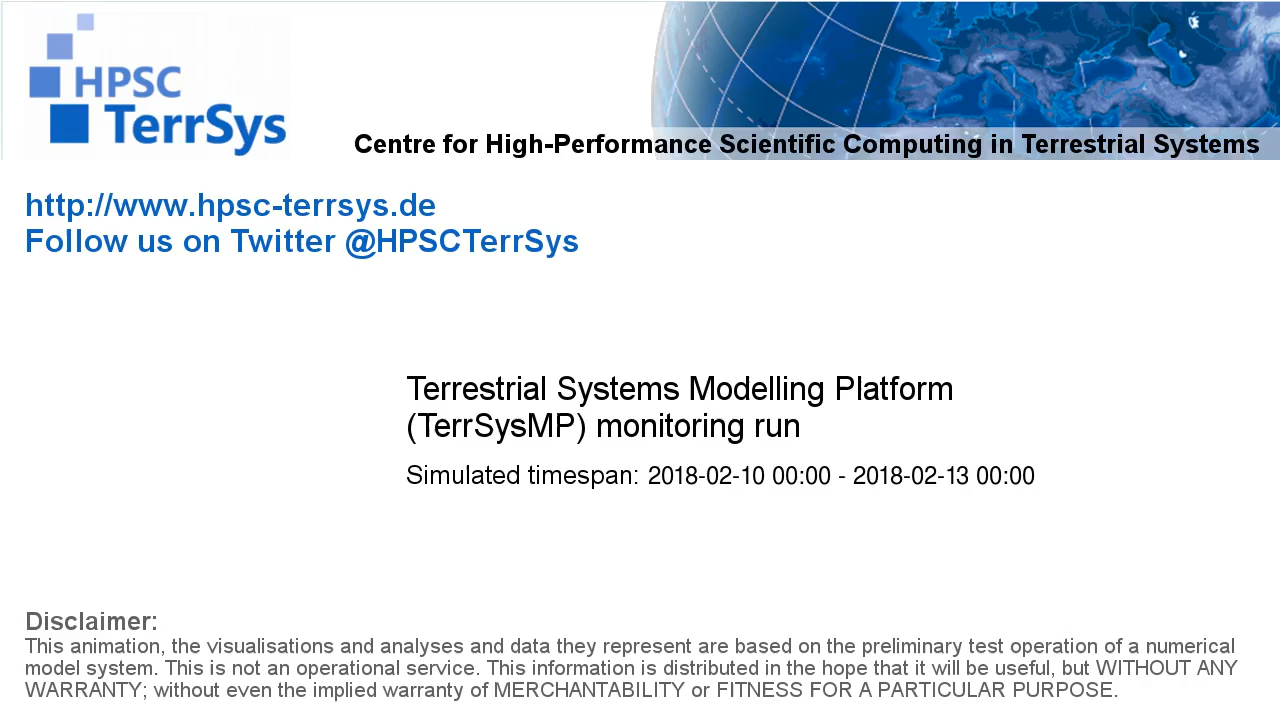 HPSC
TerrSys
Centre for High-Performance Scientific Computing in Terrestrial Systems
http://www.hpsc-terrsys.de
Follow us on Twitter @HPSCTerrSys
Terrestrial Systems Modelling Platform
(TerrSysMP) monitoring run
Simulated timespan: 2018-02-10 00:00 - 2018-02-13 00:00
Disclaimer:
This animation, the visualisations and analyses and data they represent are based on the preliminary test operation of a numerical
model system. This is not an operational service. This information is distributed in the hope that it will be useful, but WITHOUT ANY
WARRANTY; without even the implied warranty of MERCHANTABILITY or FITNESS FOR A PARTICULAR PURPOSE.